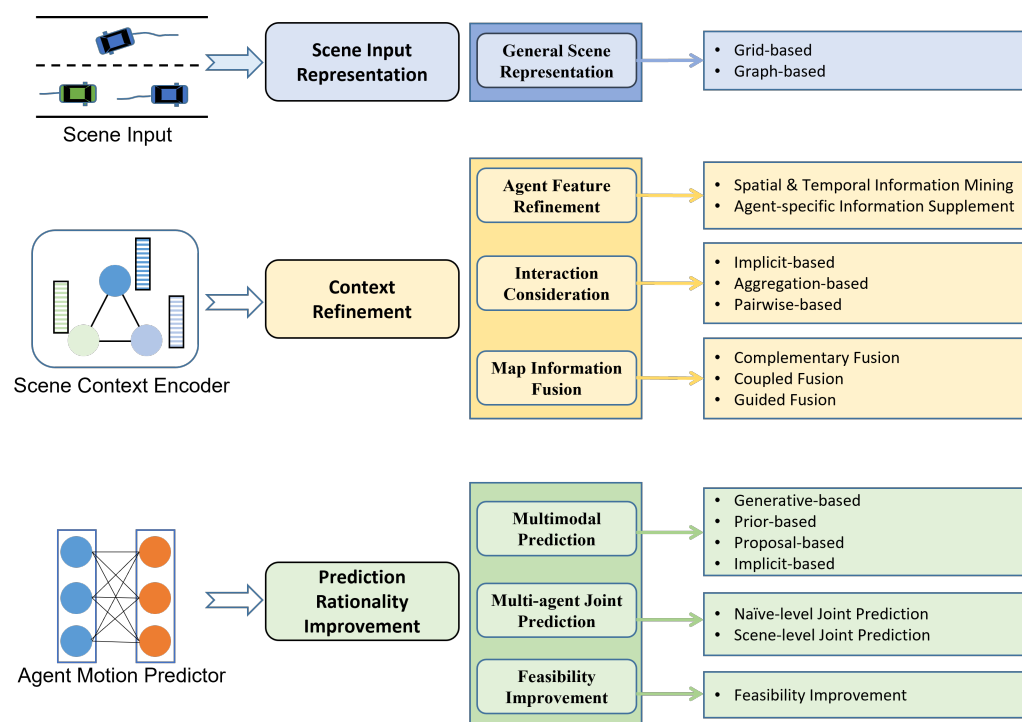 Scene Input
Scene Input
Representation
General Scene
Representation
• Grid-based
• Graph-based
Scene Context Encoder
Context
Refinement
Agent Feature
Refinement
• Spatial & Temporal Information Mining
• Agent-specific Information Supplement
Interaction
Consideration
• Implicit-based
• Aggregation-based
• Pairwise-based
Map Information
Fusion
• Complementary Fusion
• Coupled Fusion
• Guided Fusion
Agent Motion Predictor
Prediction
Rationality
Improvement
Multimodal
Prediction
• Generative-based
• Prior-based
• Proposal-based
• Implicit-based
Multi-agent Joint
Prediction
• Naïve-level Joint Prediction
• Scene-level Joint Prediction
Feasibility
Improvement
• Feasibility Improvement